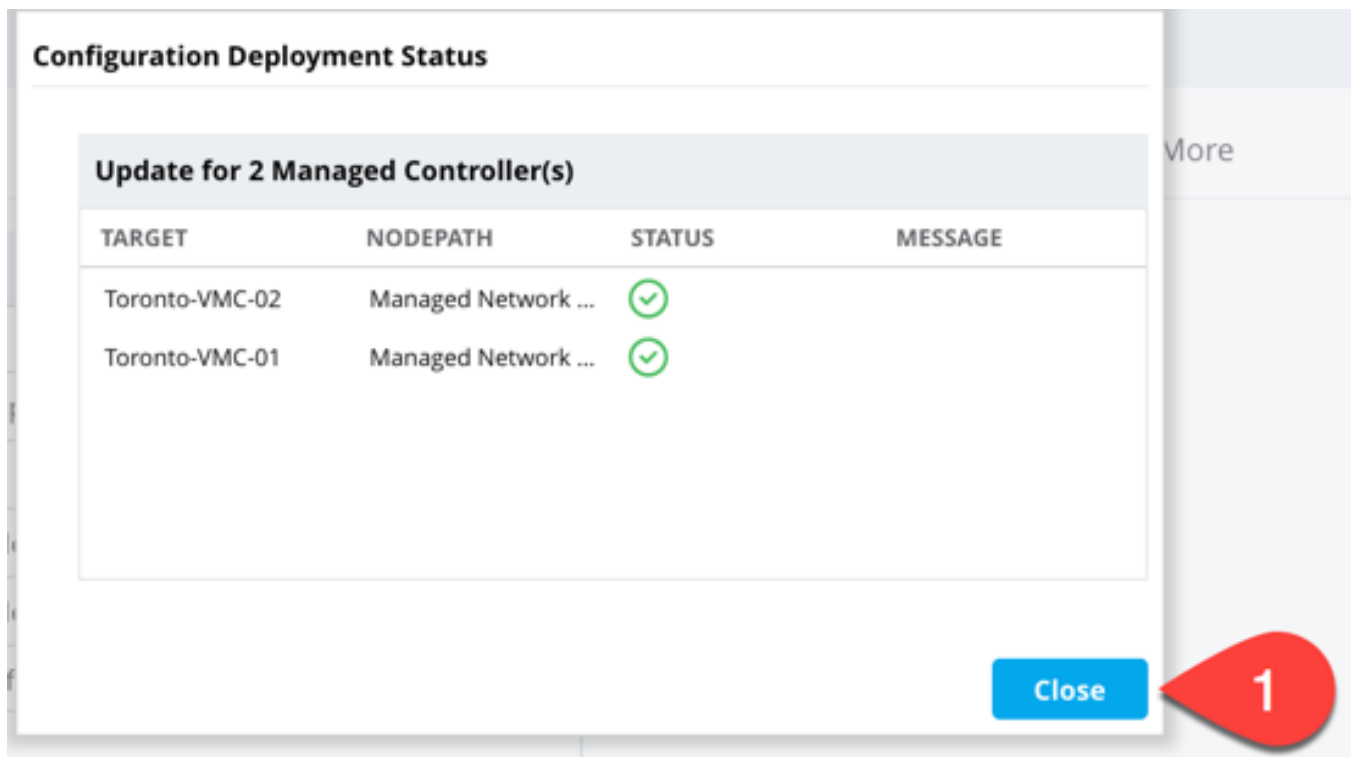 Configuration Deployment Status
More
Update for 2 Managed Controller(s)
TARGET NODEPATH STATUS MESSAGE
Toronto-VMC-02 Managed Network ...
Toronto-VMC-01 Managed Network ...
Close 1